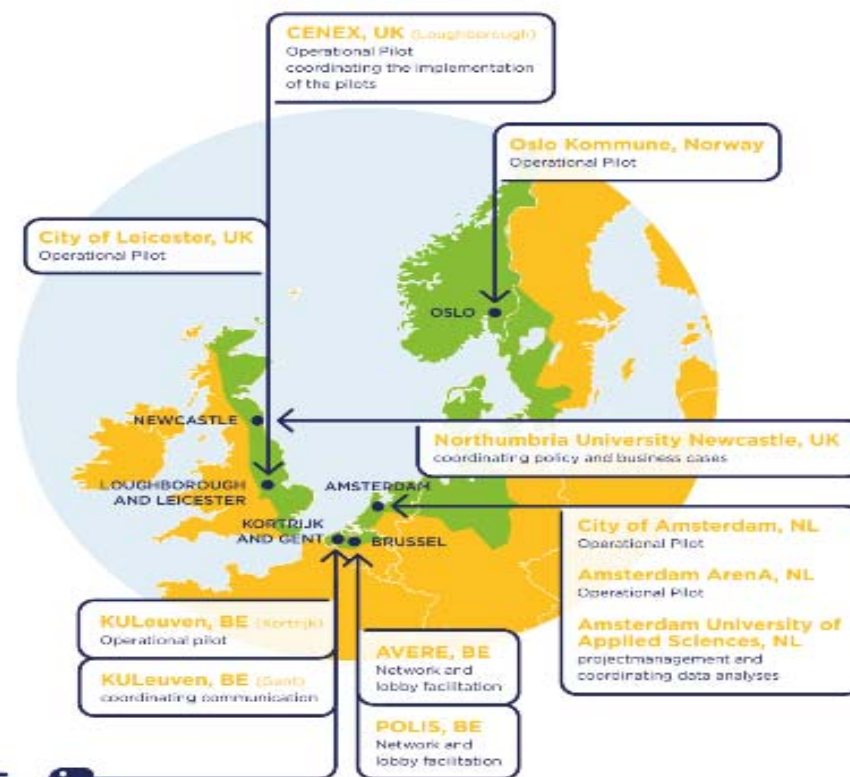 CENEX, UK (Loughborough)
Operational Pilot
coordinating the implementation
of the pilots
Oslo Kommune, Norway
Operational Pilot
City of Leicester, UK
Operational Pilot
OSLO
NEWCASTLE
Northumbria University Newcastle, UK
coordinating policy and business cases
LOUGHBOROUGH
AND LEICESTER
AMSTERDAM
KORTRIJK
AND GENT
BRUSSEL
City of Amsterdam, NL
Operational Pilot
Amsterdam ArenA, NL
Operational Pilot
Amsterdam University of
Applied Sciences, NL
projectmanagement and
coordinating data analyses
KULeuven, BE (Kortrijk)
Operational pilot
KULeuven, BE (Gent)
coordinating communication
AVERE, BE
Network and
lobby facilitation
POLIS, BE
Network and
lobby facilitation